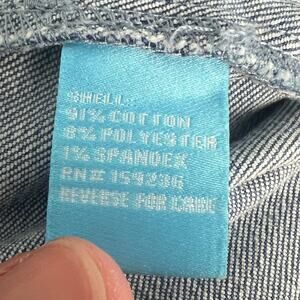 SHELL:
91% COTTON
8% POLYESTER
1% SPANDEX
RN# 159236
REVERSE FOR CARE